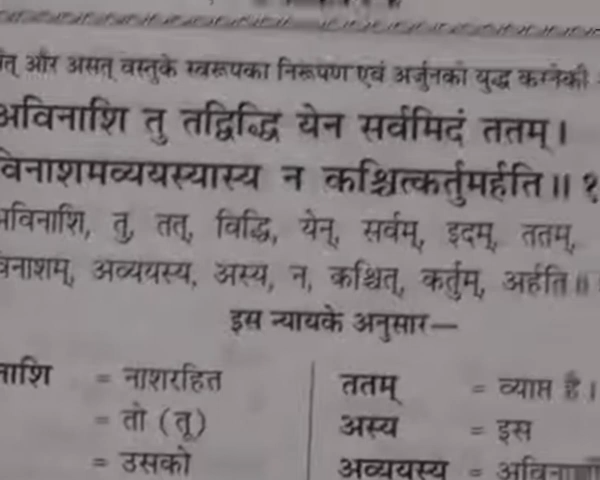 और असत् वस्तुके स्वरूपका निरूपण एवं अर्जुनको युद्ध करनेकी
अविनाशि तु तद्विद्धि येन सर्वमिदं ततम्।
विनाशमव्ययस्यास्य न कश्चित्कर्तुमर्हति॥ १
अविनाशि, तु, तत्, विद्धि, येन, सर्वम्, इदम्, ततम्,
विनाशम्, अव्ययस्य, अस्य, न, कश्चित्, कर्तुम्, अर्हति॥
इस न्यायके अनुसार—
नाशि = नाशरहित
= तो (तू)
= उसको
ततम् = व्याप्त है।
अस्य = इस
अव्ययस्य = अविनाशी